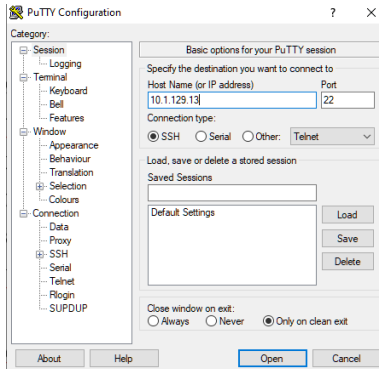 PuTTY Configuration
? ×
Category:
Session
Logging
Terminal
Keyboard
Bell
Features
Window
Appearance
Behaviour
Translation
Selection
Colours
Connection
Data
Proxy
SSH
Serial
Telnet
Rlogin
SUPDUP
Basic options for your PuTTY session
Specify the destination you want to connect to
Host Name (or IP address) Port
10.1.129.13 22
Connection type:
SSH Serial Other: Telnet
Load, save or delete a stored session
Saved Sessions
Default Settings
Load
Save
Delete
Close window on exit:
Always Never Only on clean exit
About Help Open Cancel